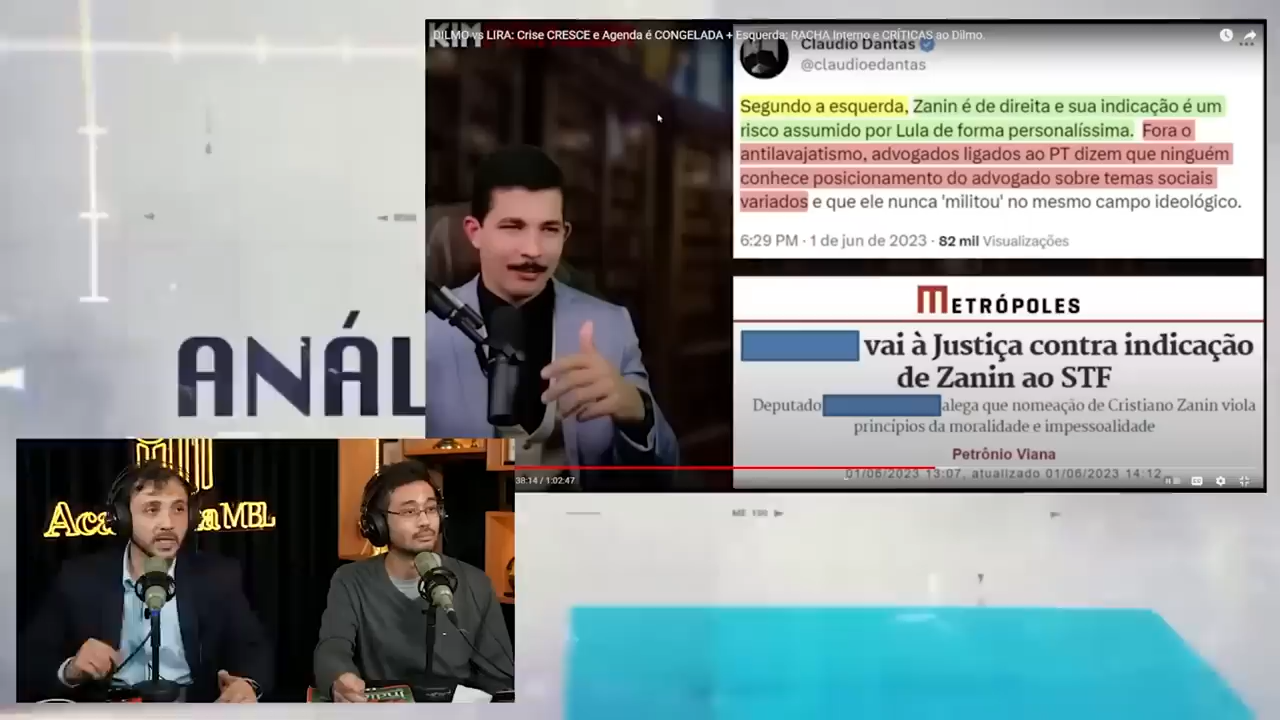 DILMO vs LIRA: Crise CRESCE e Agenda é CONGELADA + Esquerda: RACHA Interno e CRÍTICAS ao Dilmo.
KIM
Claudio Dantas
@claudioedantas
Segundo a esquerda, Zanin é de direita e sua indicação é um
risco assumido por Lula de forma personalíssima. Fora o
antilavajatismo, advogados ligados ao PT dizem que ninguém
conhece posicionamento do advogado sobre temas sociais
variados e que ele nunca 'militou' no mesmo campo ideológico.
6:29 PM · 1 de jun de 2023 · 82 mil Visualizações
METRÓPOLES
vai à Justiça contra indicação
de Zanin ao STF
Deputado alega que nomeação de Cristiano Zanin viola
princípios da moralidade e impessoalidade
Petrônio Viana
01/06/2023 13:07, atualizado 01/06/2023 14:12
38:14 / 1:02:47
ANÁL
Aca a MBL